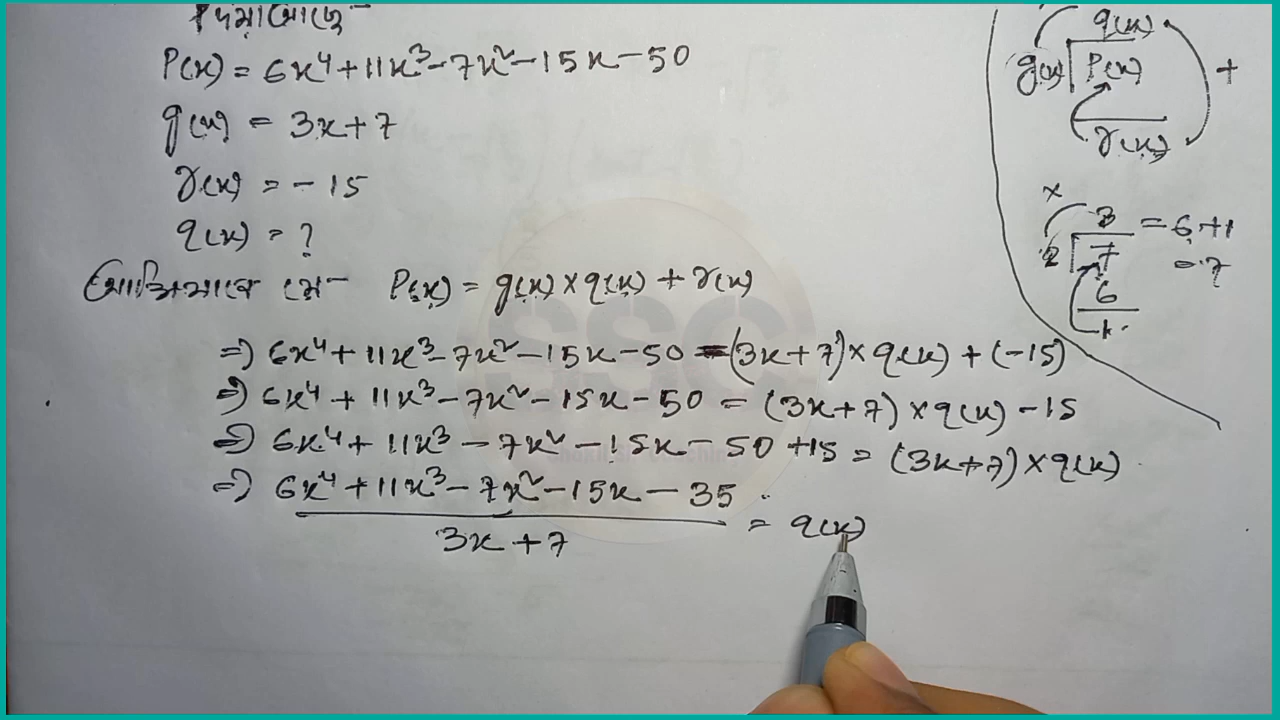 P(x) = 6x⁴ + 11x³ - 7x² - 15x - 50
g(x) = 3x + 7
r(x) = - 15
q(x) = ?
P(x) = g(x) × q(x) + r(x)
⇒) 6x⁴ + 11x³ - 7x² - 15x - 50 = (3x + 7) × q(x) + (-15)
⇒) 6x⁴ + 11x³ - 7x² - 15x - 50 = (3x + 7) × q(x) - 15
⇒) 6x⁴ + 11x³ - 7x² - 15x - 50 + 15 = (3x + 7) × q(x)
⇒) 6x⁴ + 11x³ - 7x² - 15x - 35
3x + 7
= q(x)
q(x)
g(x) P(x) +
r(x)
×
3 = 6 + 1
2 7 = 7
6
1
SSC